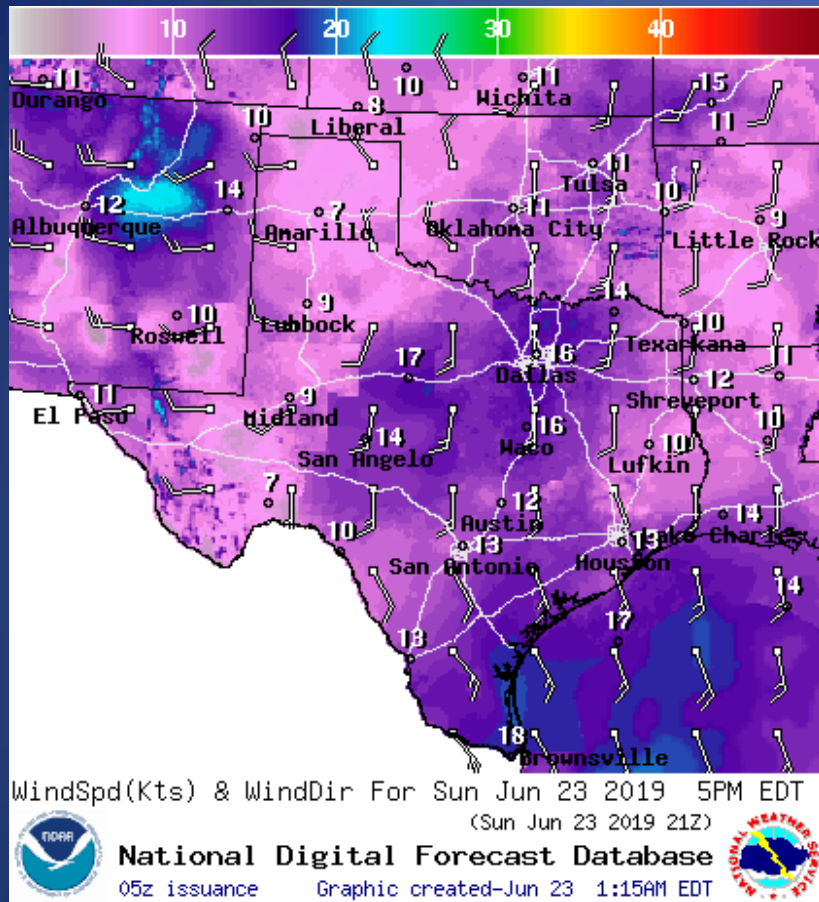 10 20 30 40
11 10 11 15
Durango Wichita
8
Liberal
10 11
11
Tulsa
12 14 7 11 10 9
Albuquerque Amarillo Oklahoma City Little Rock
10 9 14 10
Roswell Lubbock Texarkana
16
17 Dallas 12 11
11 9 Shreveport
El Paso Midland
14 16 10 10
San Angelo Waco Lufkin
7 12 14
Austin
10 13 13 Lake Charles
San Antonio Houston
14
17
13
18
Brownsville
WindSpd(Kts) & WindDir For Sun Jun 23 2019 5PM EDT
(Sun Jun 23 2019 21Z)
NOAA
National Digital Forecast Database
05z issuance Graphic created-Jun 23 1:15AM EDT
NATIONAL WEATHER SERVICE